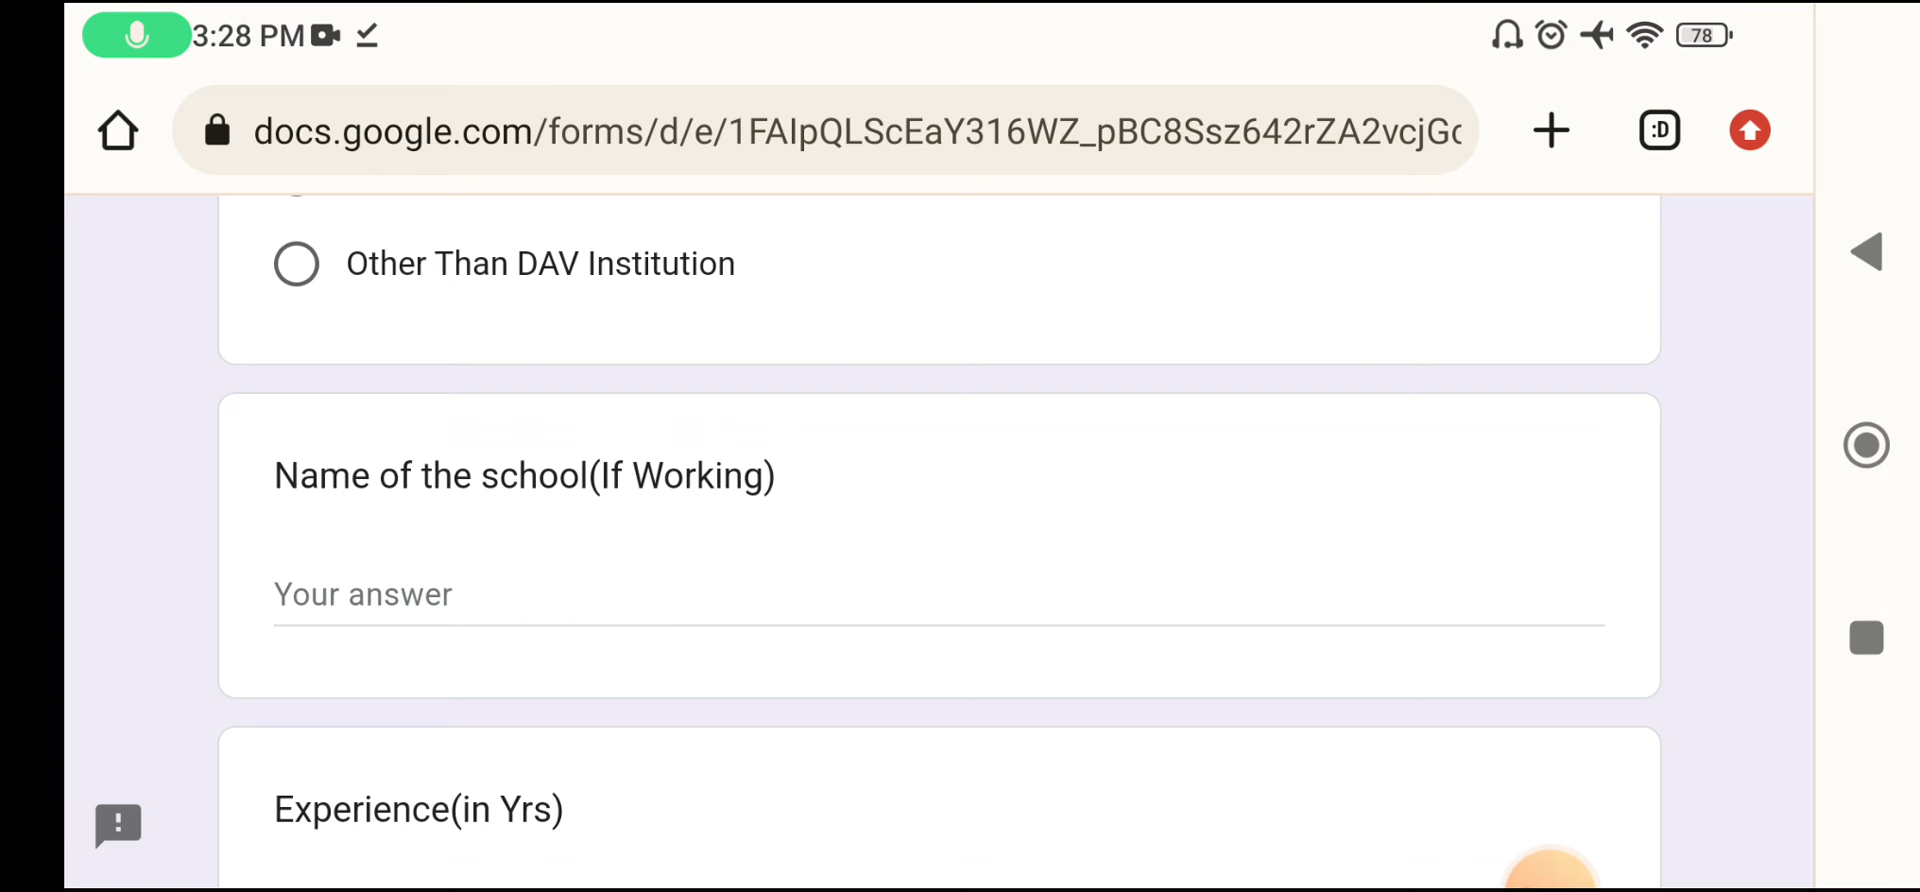 3:28 PM
78
docs.google.com/forms/d/e/1FAIpQLScEaY316WZ_pBC8Ssz642rZA2vcjGc
:D
Other Than DAV Institution
Name of the school(If Working)
Your answer
Experience(in Yrs)